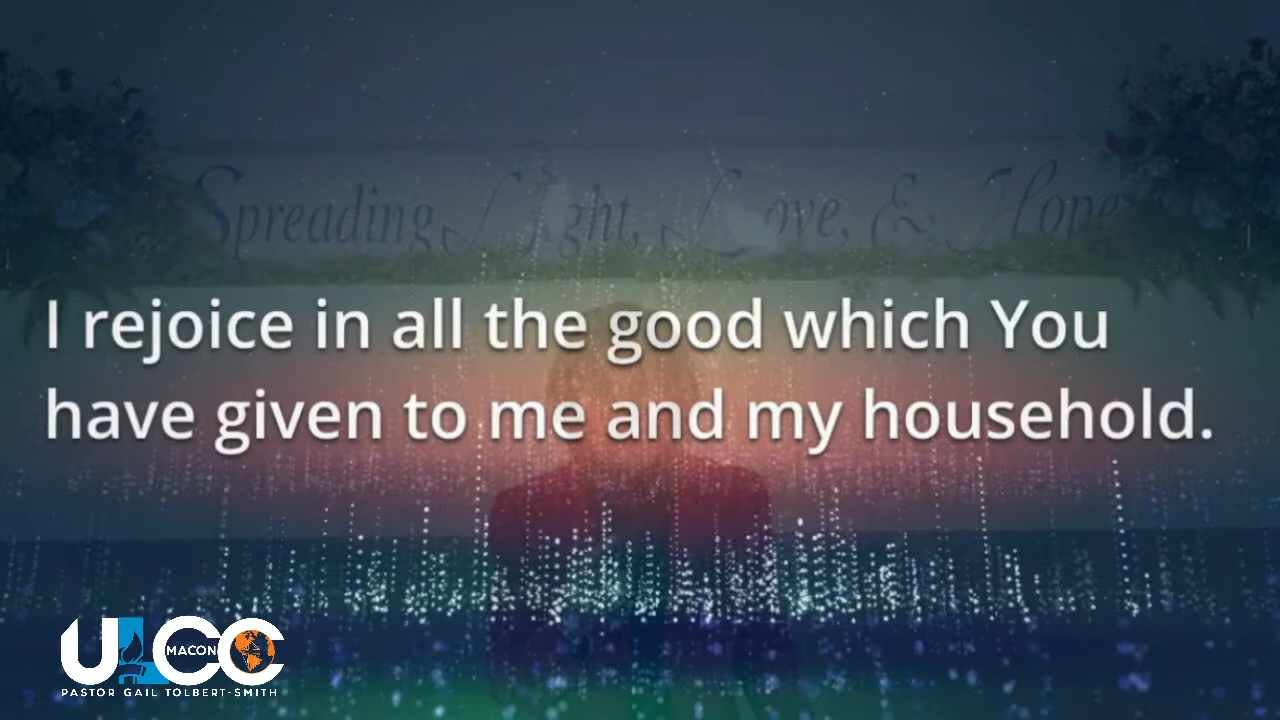 Spreading Light, Love, & Hope
I rejoice in all the good which You
have given to me and my household.
ULCC
MACON
PASTOR GAIL TOLBERT-SMITH